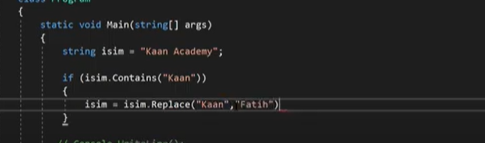 class Program
{
static void Main(string[] args)
{
string isim = "Kaan Academy";
if (isim.Contains("Kaan"))
{
isim = isim.Replace("Kaan","Fatih")
}